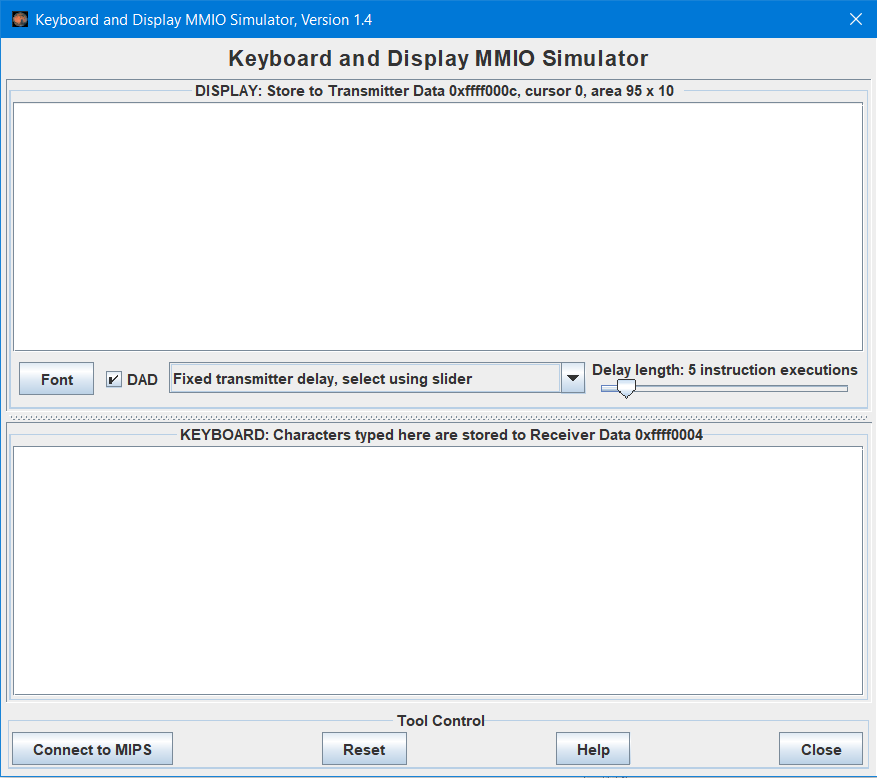 Keyboard and Display MMIO Simulator, Version 1.4
Keyboard and Display MMIO Simulator
DISPLAY: Store to Transmitter Data 0xffff000c, cursor 0, area 95 x 10
Font
DAD
Fixed transmitter delay, select using slider
Delay length: 5 instruction executions
KEYBOARD: Characters typed here are stored to Receiver Data 0xffff0004
Tool Control
Connect to MIPS
Reset
Help
Close